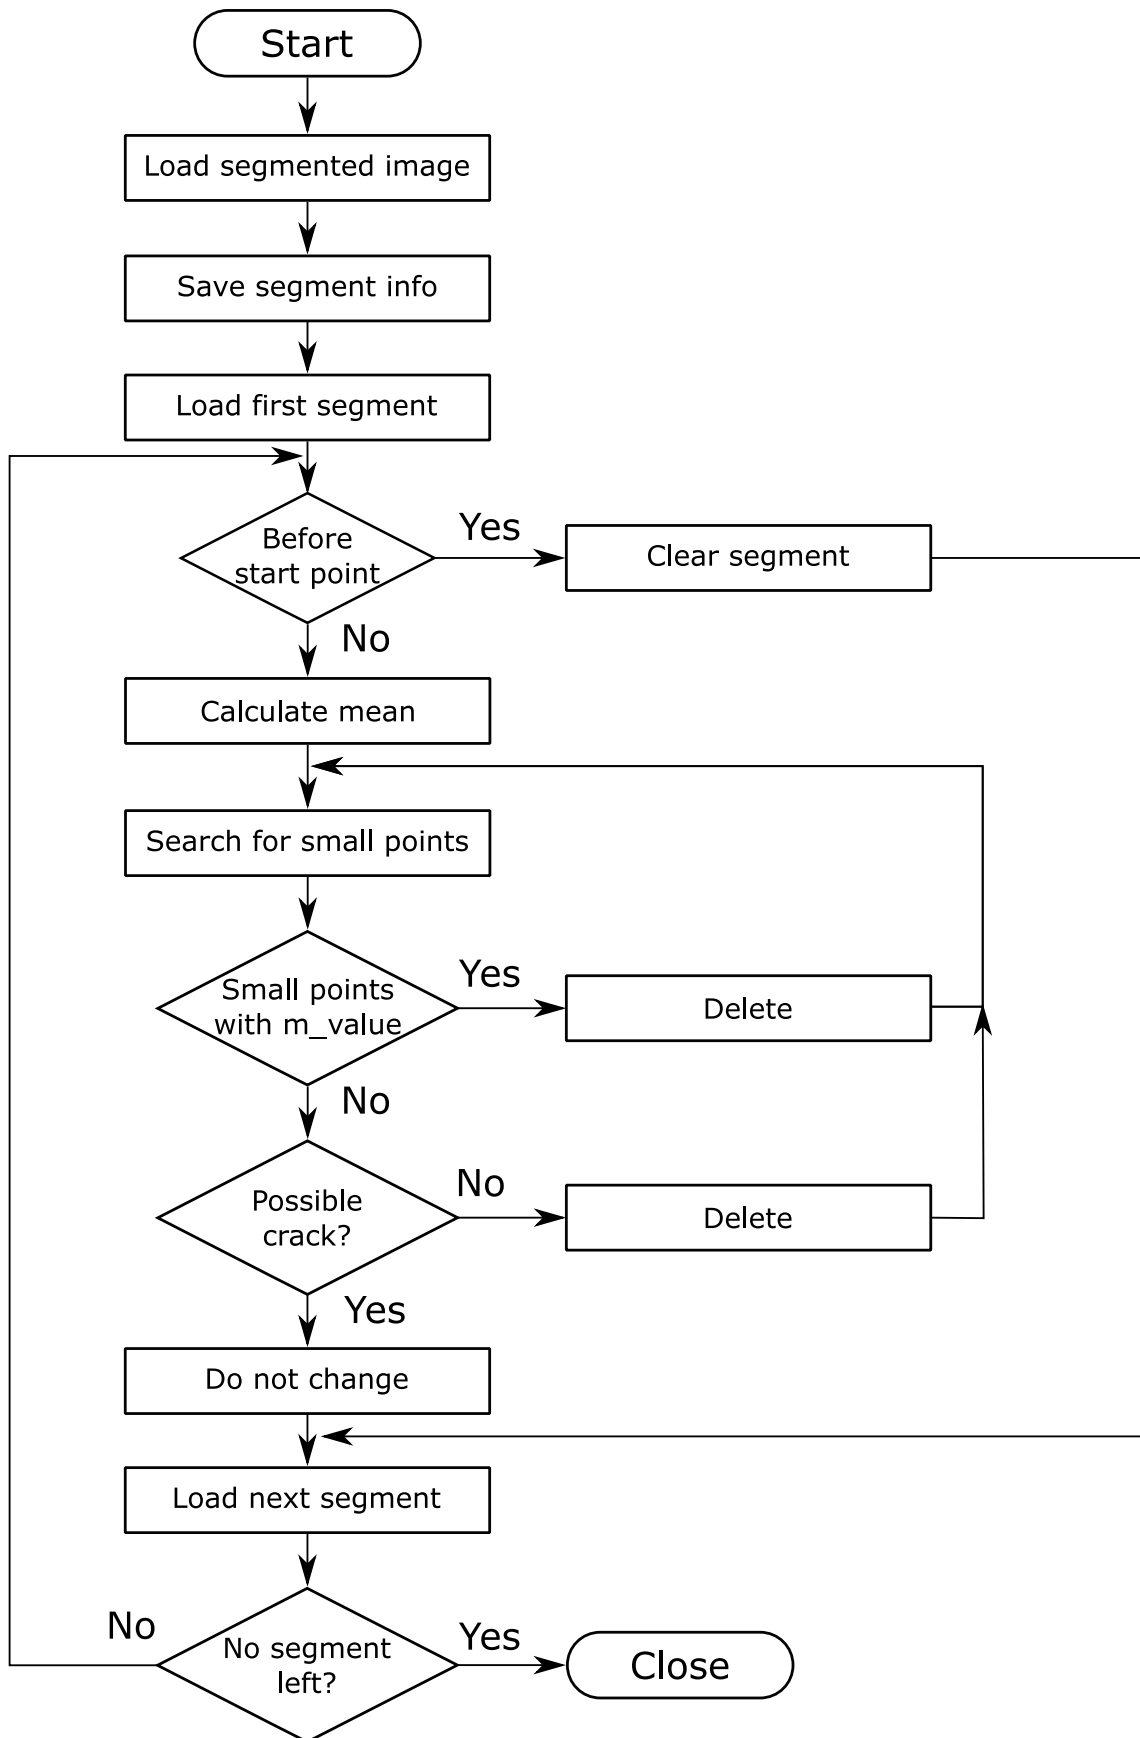 Start
Load segmented image
Save segment info
Load first segment
Before
start point
Yes
Clear segment
No
Calculate mean
Search for small points
Small points
with m_value
Yes
Delete
No
Possible
crack?
No
Delete
Yes
Do not change
Load next segment
No
No segment
left?
Yes
Close